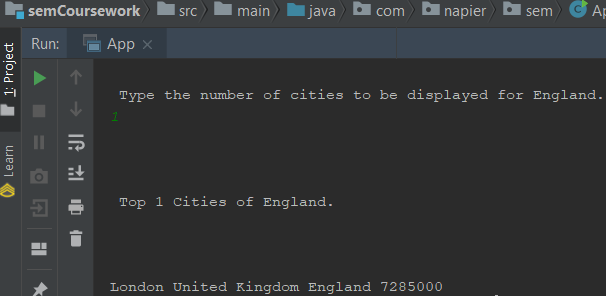 semCoursework src main java com napier sem
Run: App ×
1: Project
Learn
Type the number of cities to be displayed for England.
1
Top 1 Cities of England.
London United Kingdom England 7285000